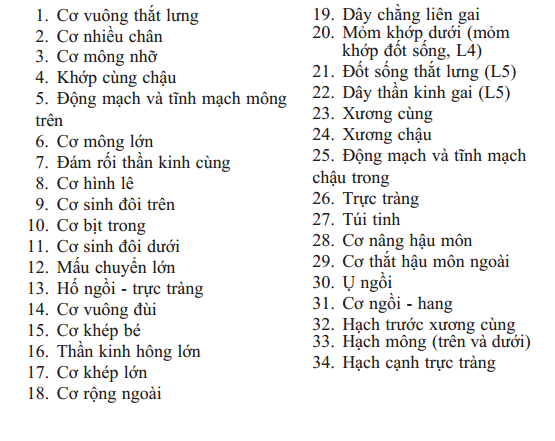 1. Cơ vuông thắt lưng
2. Cơ nhiều chân
3. Cơ mông nhỡ
4. Khớp cùng chậu
5. Động mạch và tĩnh mạch mông
trên
6. Cơ mông lớn
7. Đám rối thần kinh cùng
8. Cơ hình lê
9. Cơ sinh đôi trên
10. Cơ bịt trong
11. Cơ sinh đôi dưới
12. Mấu chuyển lớn
13. Hố ngồi - trực tràng
14. Cơ vuông đùi
15. Cơ khép bé
16. Thần kinh hông lớn
17. Cơ khép lớn
18. Cơ rộng ngoài
19. Dây chằng liên gai
20. Mỏm khớp dưới (mỏm
khớp đốt sống, L4)
21. Đốt sống thắt lưng (L5)
22. Dây thần kinh gai (L5)
23. Xương cùng
24. Xương chậu
25. Động mạch và tĩnh mạch
chậu trong
26. Trực tràng
27. Túi tinh
28. Cơ nâng hậu môn
29. Cơ thắt hậu môn ngoài
30. Ụ ngồi
31. Cơ ngồi - hang
32. Hạch trước xương cùng
33. Hạch mông (trên và dưới)
34. Hạch cạnh trực tràng